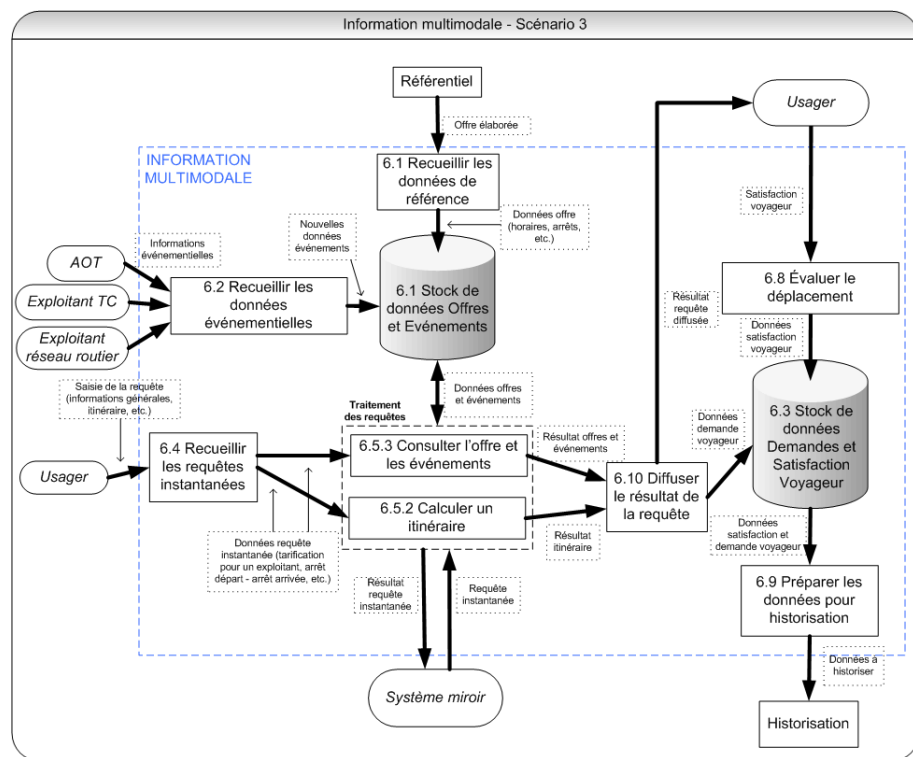 Information multimodale - Scénario 3
Référentiel
Usager
Offre élaborée
INFORMATION
MULTIMODALE
6.1 Recueillir les
données de
référence
Satisfaction
voyageur
Nouvelles
données
événements
Données offre
(horaires, arrêts,
etc.)
Informations
événementielles
AOT
Exploitant TC
Exploitant
réseau routier
6.2 Recueillir les
données
événementielles
6.1 Stock de
données Offres
et Evénements
6.8 Évaluer le
déplacement
Résultat
requête
diffusée
Données
satisfaction
voyageur
Saisie de la requête
(informations générales,
itinéraire, etc.)
Données offres
et événements
Traitement
des requêtes
6.3 Stock de
données
Demandes et
Satisfaction
Voyageur
Données
demande
voyageur
Usager
6.4 Recueillir
les requêtes
instantanées
6.5.3 Consulter l'offre et
les événements
Résultat offres et
événements
6.10 Diffuser
le résultat de
la requête
6.5.2 Calculer un
itinéraire
Résultat
itinéraire
Données requête
instantanée (tarification
pour un exploitant, arrêt
départ - arrêt arrivée, etc.)
Données
satisfaction et
demande voyageur
Résultat
requête
instantanée
Requête
instantanée
6.9 Préparer les
données pour
historisation
Données à
historiser
Système miroir
Historisation